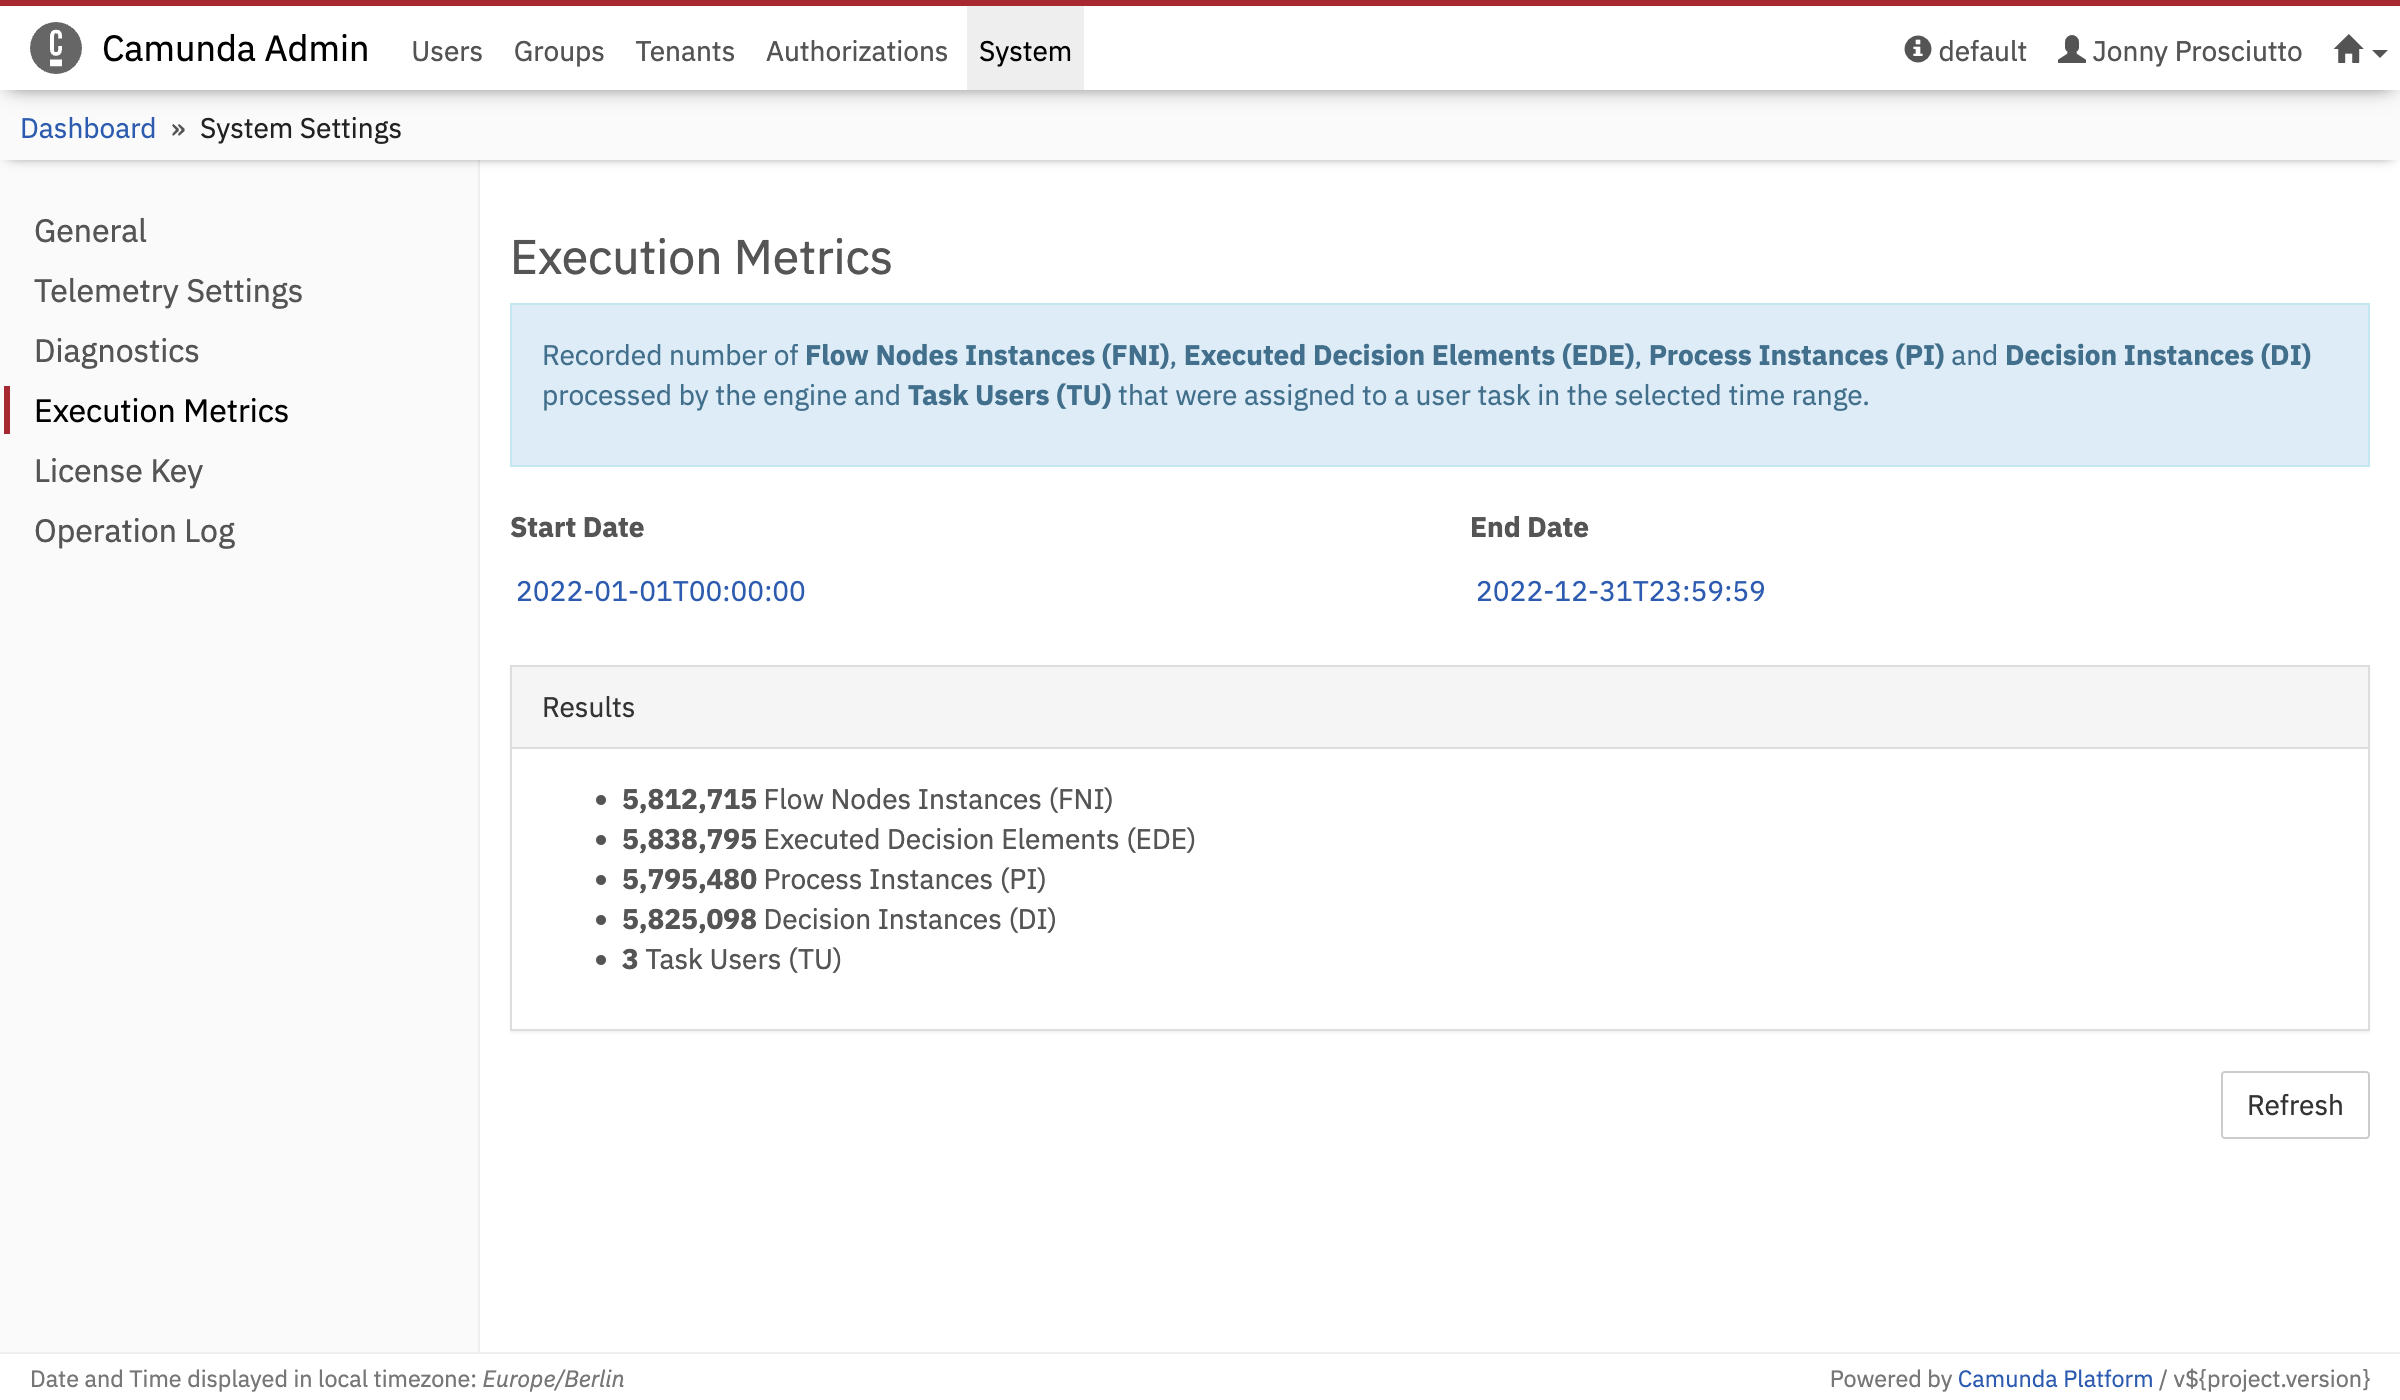 Camunda Admin Users Groups Tenants Authorizations System default Jonny Prosciutto
Dashboard » System Settings
General
Telemetry Settings
Diagnostics
Execution Metrics
License Key
Operation Log
Execution Metrics
Recorded number of Flow Nodes Instances (FNI), Executed Decision Elements (EDE), Process Instances (PI) and Decision Instances (DI)
processed by the engine and Task Users (TU) that were assigned to a user task in the selected time range.
Start Date End Date
2022-01-01T00:00:00 2022-12-31T23:59:59
Results
• 5,812,715 Flow Nodes Instances (FNI)
• 5,838,795 Executed Decision Elements (EDE)
• 5,795,480 Process Instances (PI)
• 5,825,098 Decision Instances (DI)
• 3 Task Users (TU)
Refresh
Date and Time displayed in local timezone: Europe/Berlin Powered by Camunda Platform / v${project.version}